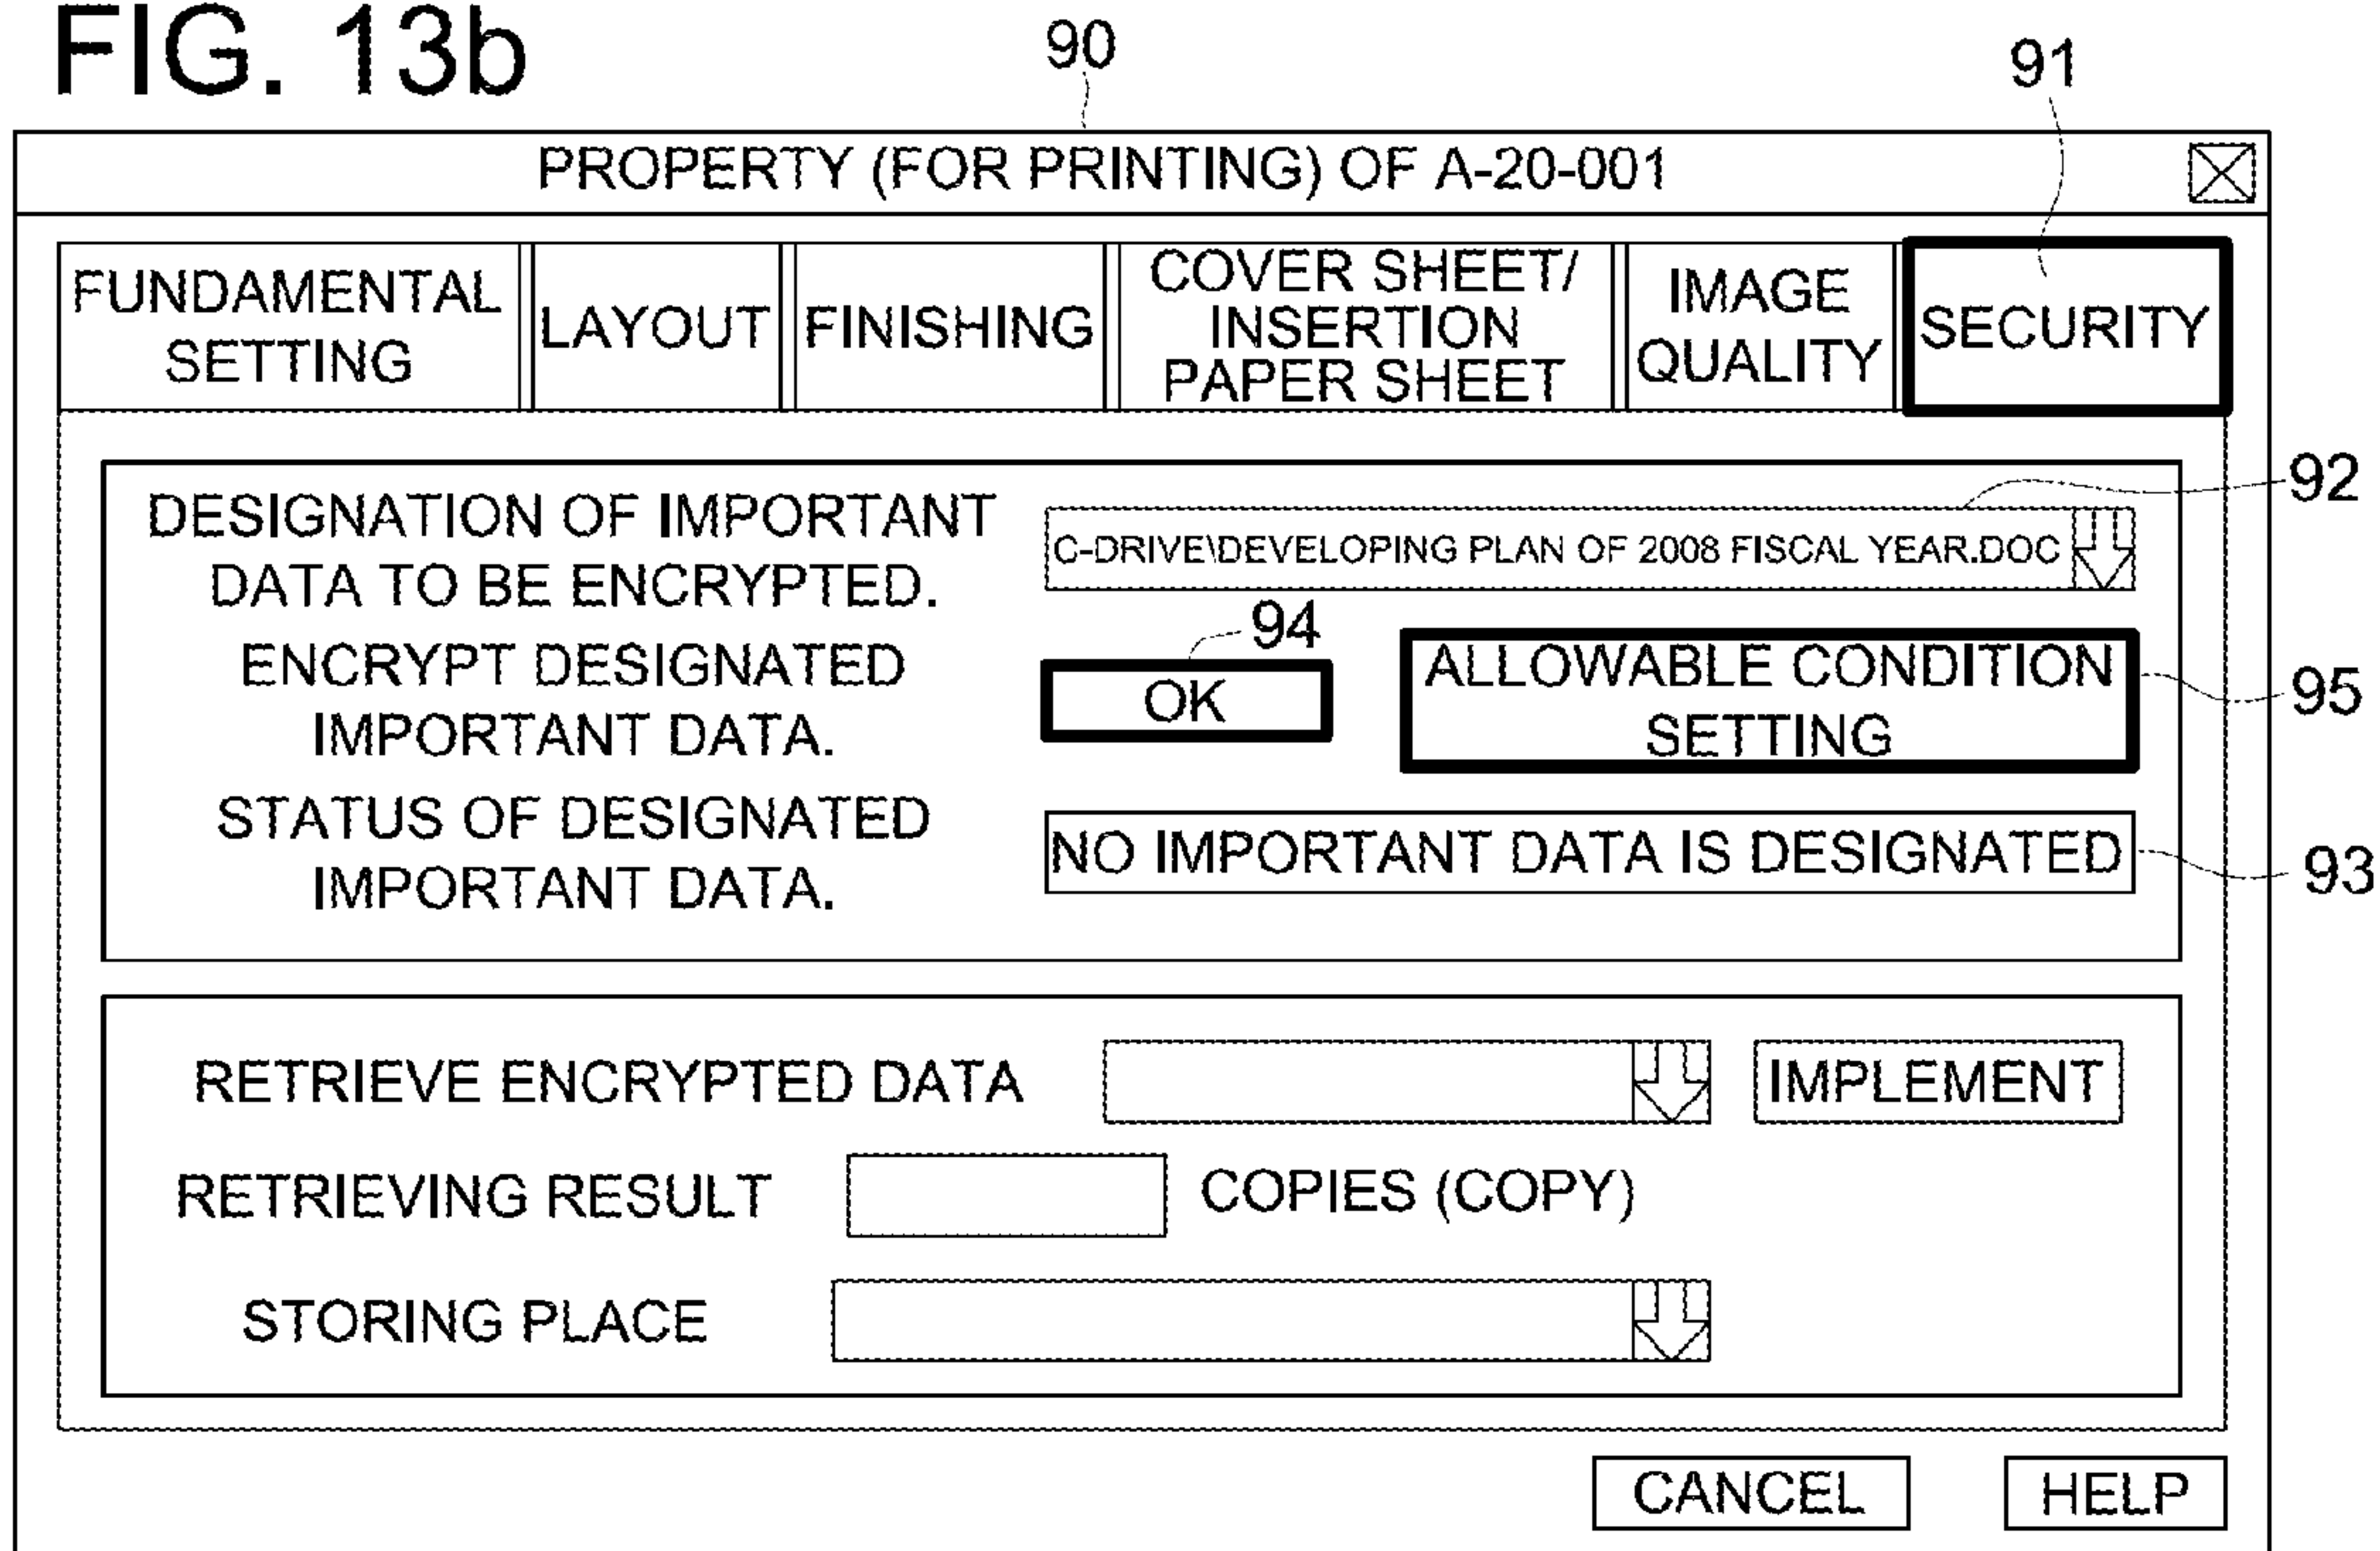 FIG. 13b
90
91
PROPERTY (FOR PRINTING) OF A-20-001
FUNDAMENTAL
SETTING
LAYOUT
FINISHING
COVER SHEET/
INSERTION
PAPER SHEET
IMAGE
QUALITY
SECURITY
DESIGNATION OF IMPORTANT
DATA TO BE ENCRYPTED.
C-DRIVE\DEVELOPING PLAN OF 2008 FISCAL YEAR.DOC
92
ENCRYPT DESIGNATED
IMPORTANT DATA.
94
OK
ALLOWABLE CONDITION
SETTING
95
STATUS OF DESIGNATED
IMPORTANT DATA.
NO IMPORTANT DATA IS DESIGNATED
93
RETRIEVE ENCRYPTED DATA
IMPLEMENT
RETRIEVING RESULT
COPIES (COPY)
STORING PLACE
CANCEL
HELP